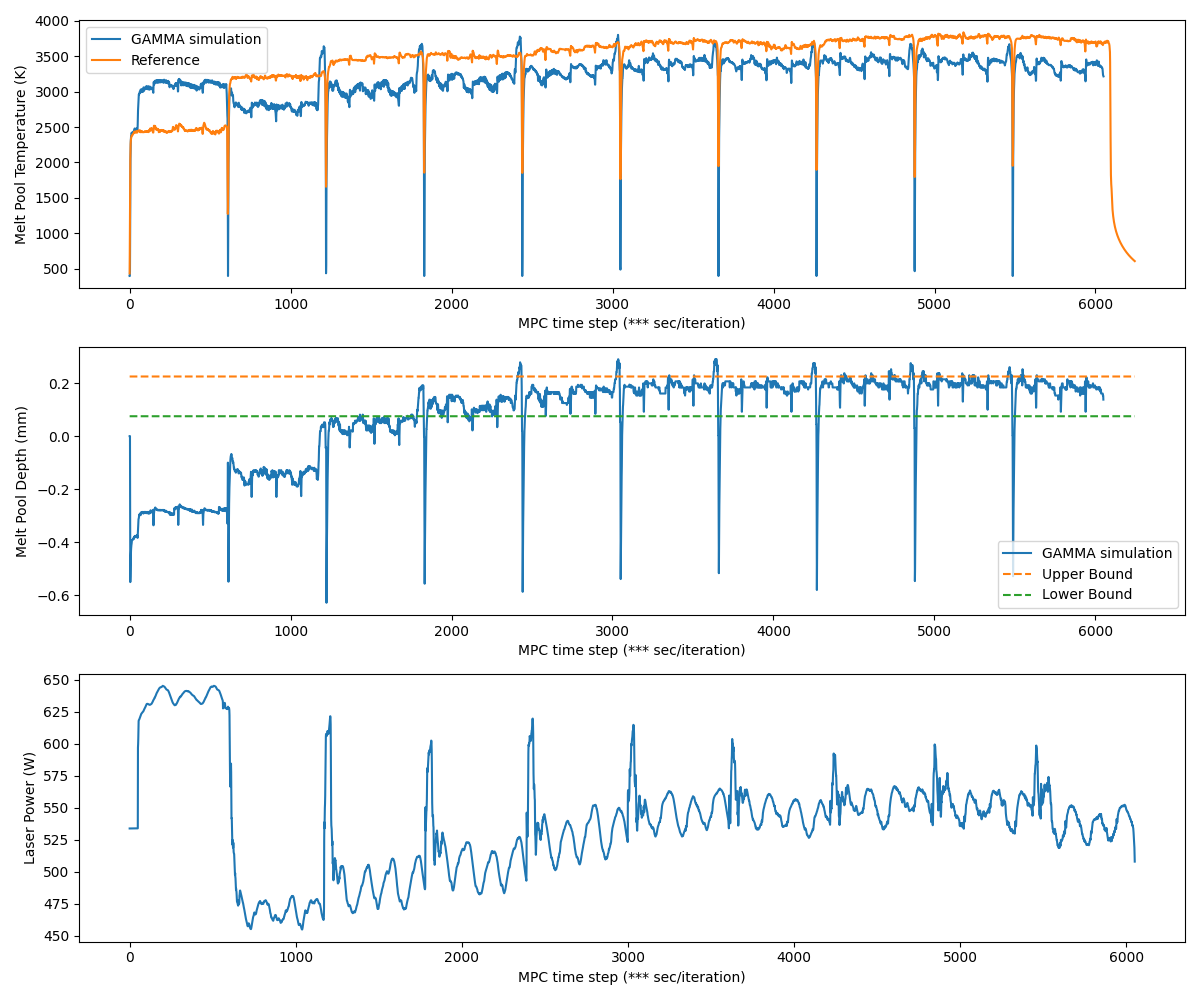 4000
3500
3000
2500
2000
1500
1000
500
Melt Pool Temperature (K)
GAMMA simulation
Reference
0 1000 2000 3000 4000 5000 6000
MPC time step (*** sec/iteration)
0.2
0.0
−0.2
−0.4
−0.6
Melt Pool Depth (mm)
GAMMA simulation
Upper Bound
Lower Bound
0 1000 2000 3000 4000 5000 6000
MPC time step (*** sec/iteration)
650
625
600
575
550
525
500
475
450
Laser Power (W)
0 1000 2000 3000 4000 5000 6000
MPC time step (*** sec/iteration)